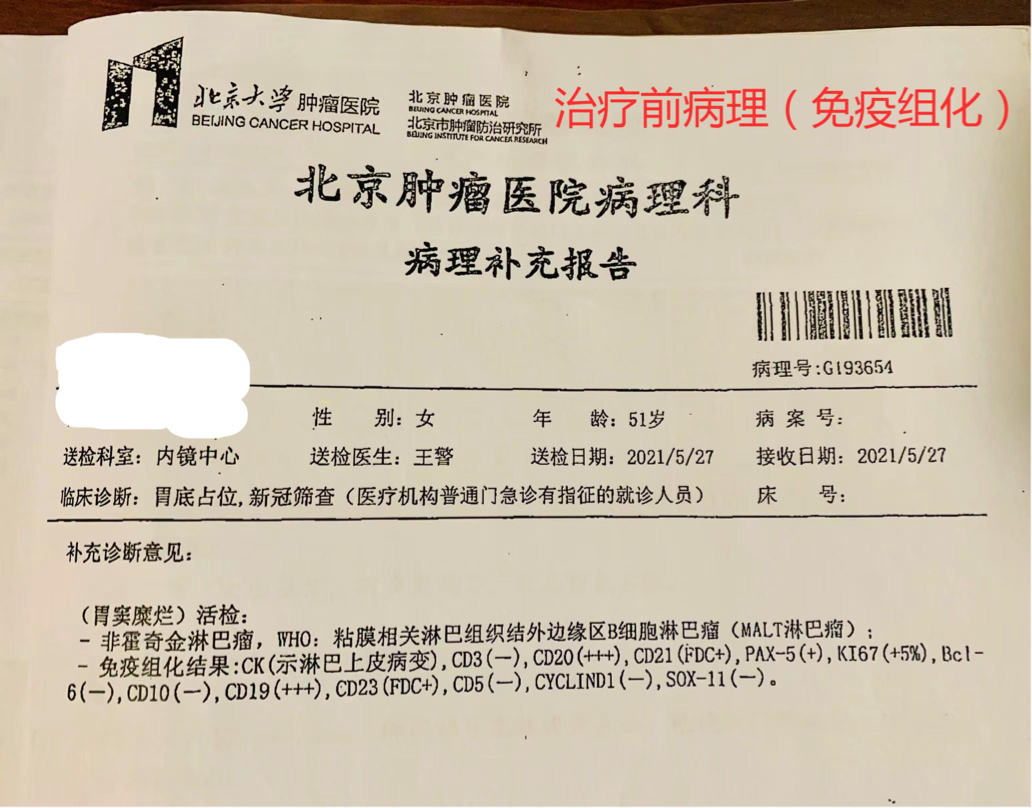 北京大学 肿瘤医院
BEIJING CANCER HOSPITAL
北京肿瘤医院
BEIJING CANCER HOSPITAL
北京市肿瘤防治研究所
BEIJING INSTITUTE FOR CANCER RESEARCH
治疗前病理（免疫组化）
北京肿瘤医院病理科
病理补充报告
病理号:G193654
性 别: 女 年 龄: 51岁 病 案 号:
送检科室: 内镜中心 送检医生: 王警 送检日期: 2021/5/27 接收日期: 2021/5/27
临床诊断: 胃底占位,新冠筛查（医疗机构普通门急诊有指征的就诊人员） 床 号:
补充诊断意见:
（胃窦糜烂）活检:
- 非霍奇金淋巴瘤, WHO: 粘膜相关淋巴组织结外边缘区B细胞淋巴瘤（MALT淋巴瘤）;
- 免疫组化结果:CK(示淋巴上皮病变),CD3(—),CD20(+++),CD21(FDC+),PAX-5(+),KI67(+5%),Bcl-
6(—),CD10(—),CD19(+++),CD23(FDC+),CD5(—),CYCLIND1(—),SOX-11(—)。